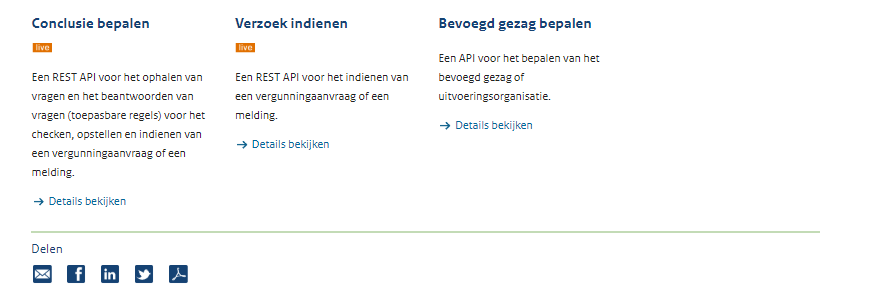 Conclusie bepalen
live
Een REST API voor het ophalen van
vragen en het beantwoorden van
vragen (toepasbare regels) voor het
checken, opstellen en indienen van
een vergunningaanvraag of een
melding.
→ Details bekijken
Verzoek indienen
live
Een REST API voor het indienen van
een vergunningaanvraag of een
melding.
→ Details bekijken
Bevoegd gezag bepalen
Een API voor het bepalen van het
bevoegd gezag of
uitvoeringsorganisatie.
→ Details bekijken
Delen